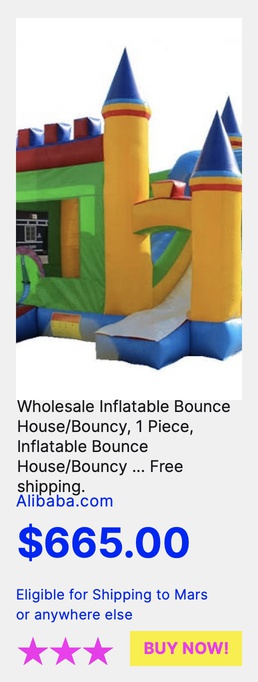 Wholesale Inflatable Bounce
House/Bouncy, 1 Piece,
Inflatable Bounce
House/Bouncy ... Free
shipping.
Alibaba.com
$665.00
Eligible for Shipping to Mars
or anywhere else
BUY NOW!